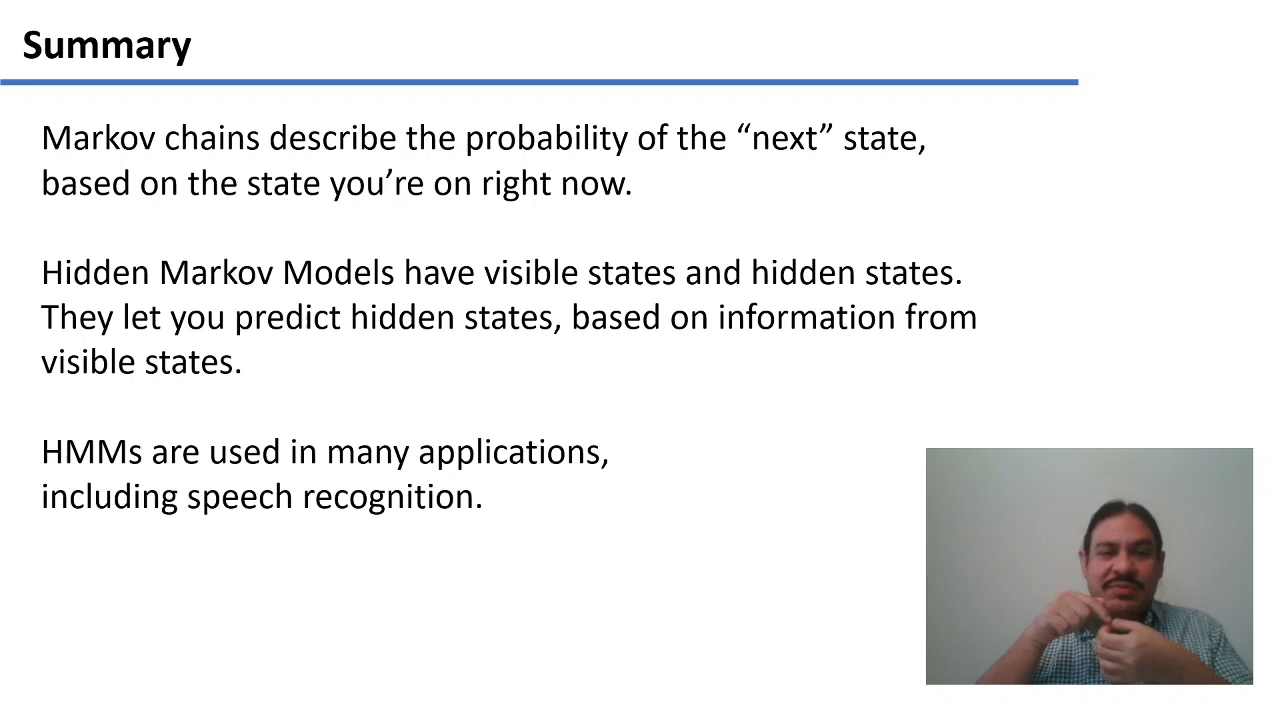 Summary
Markov chains describe the probability of the “next” state,
based on the state you’re on right now.
Hidden Markov Models have visible states and hidden states.
They let you predict hidden states, based on information from
visible states.
HMMs are used in many applications,
including speech recognition.